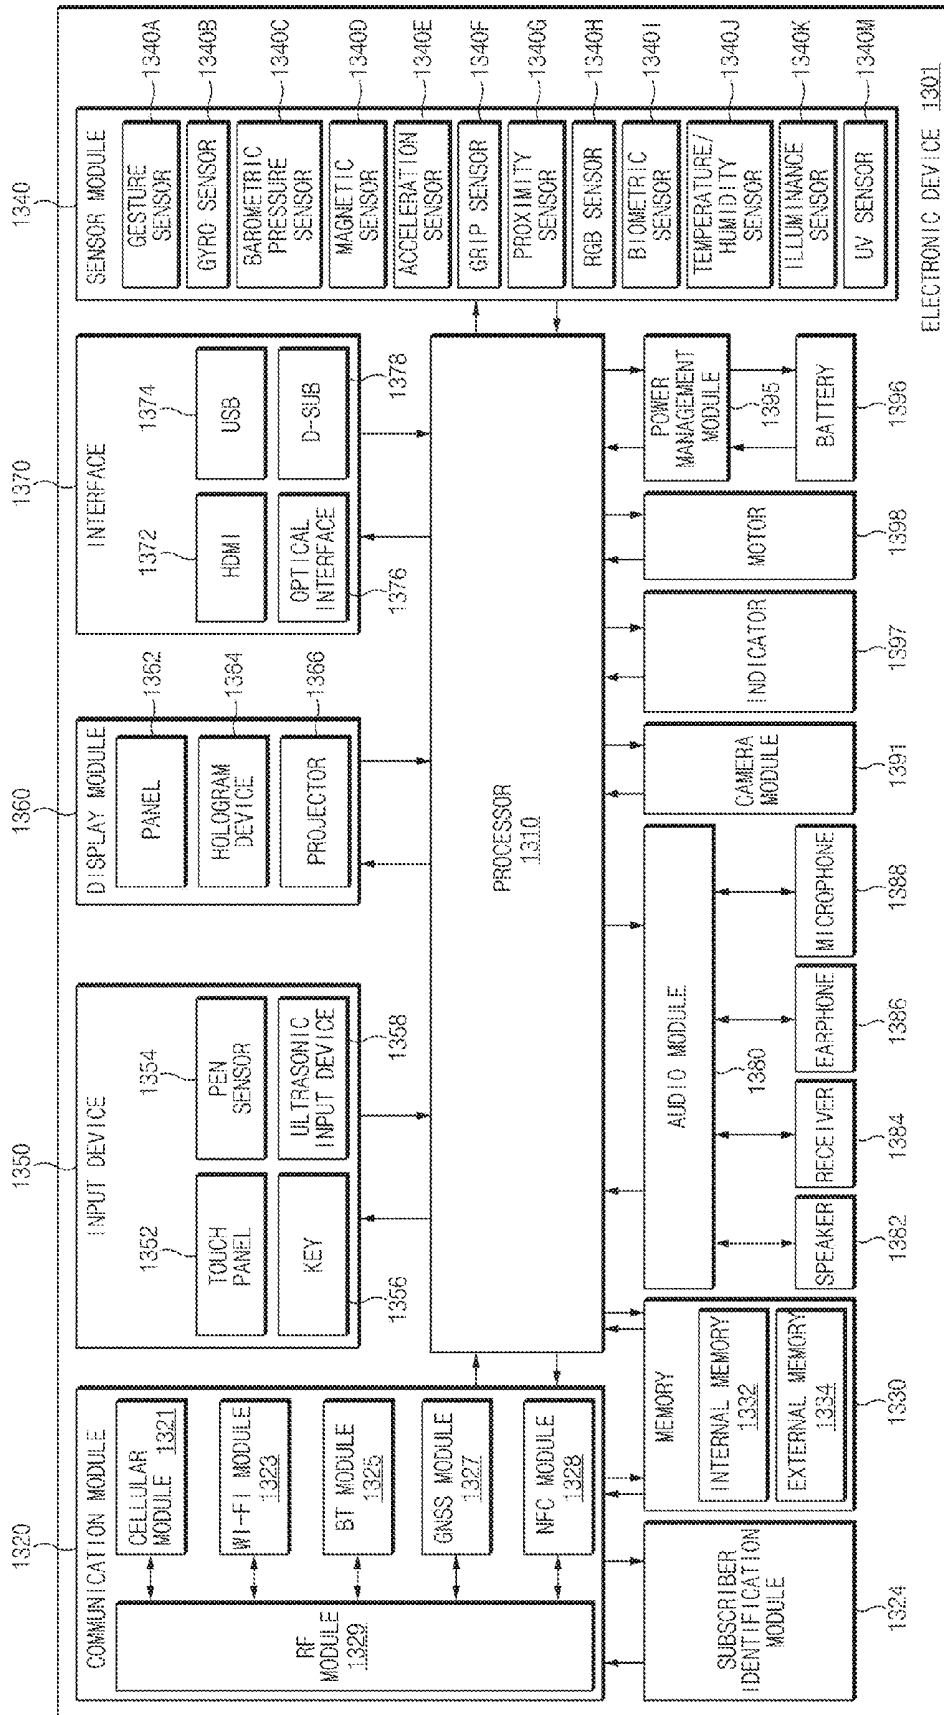 ELECTRONIC DEVICE 1301
1320
COMMUNICATION MODULE
CELLULAR
MODULE 1321
WI-FI MODULE
1323
BT MODULE
1325
GNSS MODULE
1327
NFC MODULE
1328
RF
MODULE
1329
1350
INPUT DEVICE
1352
TOUCH
PANEL
1354
PEN
SENSOR
KEY
1356
ULTRASONIC
INPUT DEVICE
1358
1360
DISPLAY MODULE
PANEL
1362
HOLOGRAM
DEVICE
1364
PROJECTOR
1366
1370
INTERFACE
1372
HDMI
1374
USB
OPTICAL
INTERFACE
1376
D-SUB
1378
1340
SENSOR MODULE
GESTURE
SENSOR
1340A
GYRO SENSOR
1340B
BAROMETRIC
PRESSURE
SENSOR
1340C
MAGNETIC
SENSOR
1340D
ACCELERATION
SENSOR
1340E
GRIP SENSOR
1340F
PROXIMITY
SENSOR
1340G
RGB SENSOR
1340H
BIOMETRIC
SENSOR
1340I
TEMPERATURE/
HUMIDITY
SENSOR
1340J
ILLUMINANCE
SENSOR
1340K
UV SENSOR
1340M
PROCESSOR
1310
SUBSCRIBER
IDENTIFICATION
MODULE
1324
MEMORY
INTERNAL MEMORY
1332
EXTERNAL MEMORY
1334
1330
AUDIO MODULE
1380
SPEAKER
1382
RECEIVER
1384
EARPHONE
1386
MICROPHONE
1388
CAMERA
MODULE
1391
INDICATOR
1397
MOTOR
1398
POWER
MANAGEMENT
MODULE
1395
BATTERY
1396